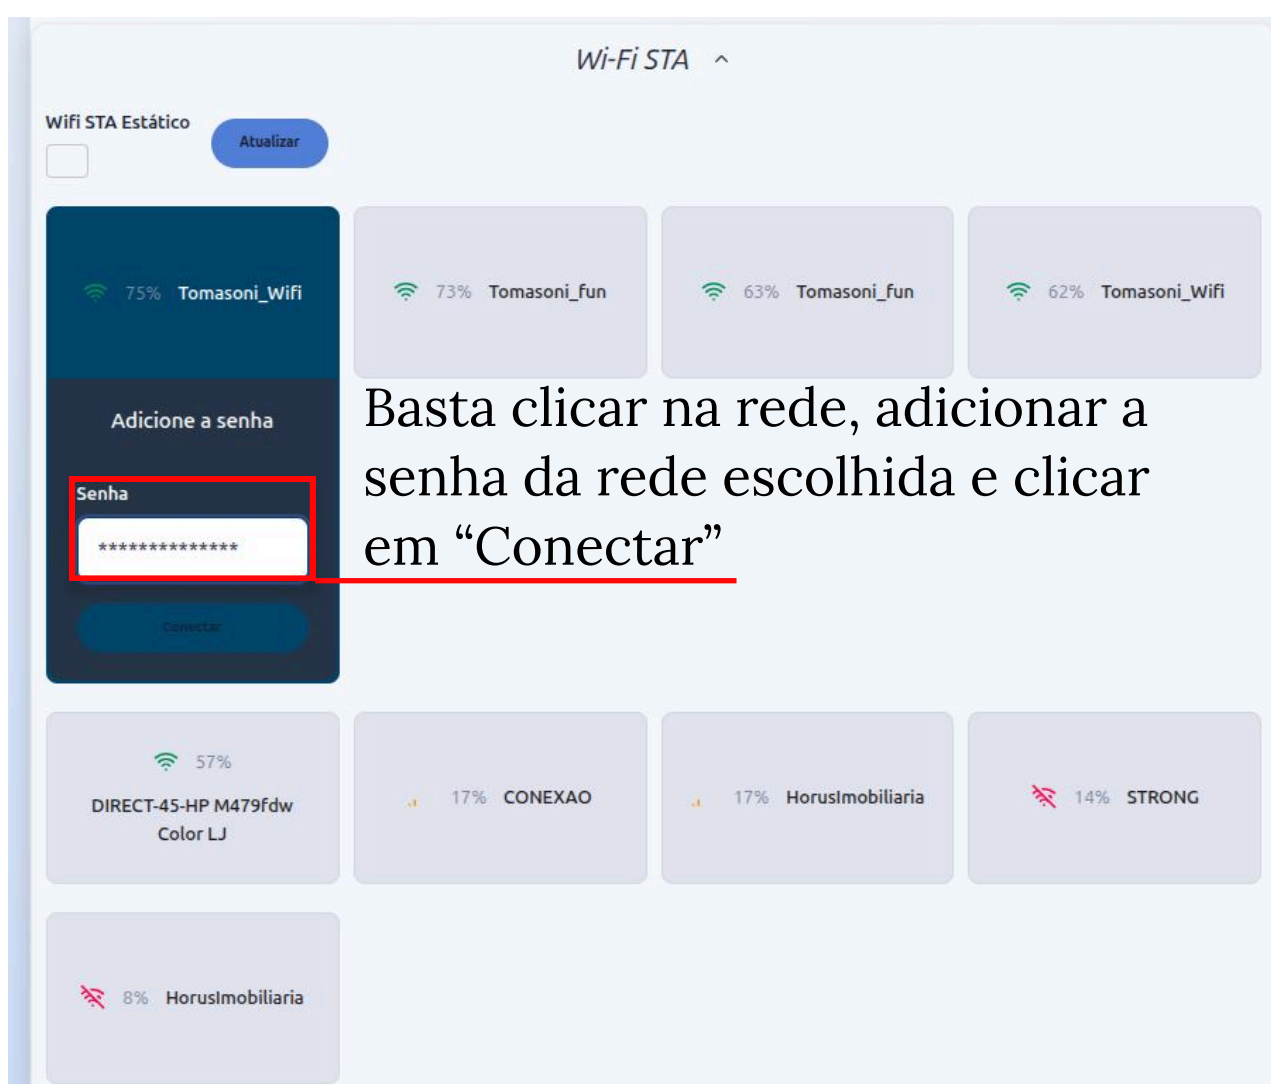 Wi-Fi STA
Wifi STA Estático
Atualizar
75% Tomasoni_Wifi
73% Tomasoni_fun
63% Tomasoni_fun
62% Tomasoni_Wifi
Adicione a senha
Basta clicar na rede, adicionar a
senha da rede escolhida e clicar
em “Conectar”
Senha
**************
Conectar
57%
DIRECT-45-HP M479fdw
Color LJ
17% CONEXAO
17% HorusImobiliaria
14% STRONG
8% HorusImobiliaria